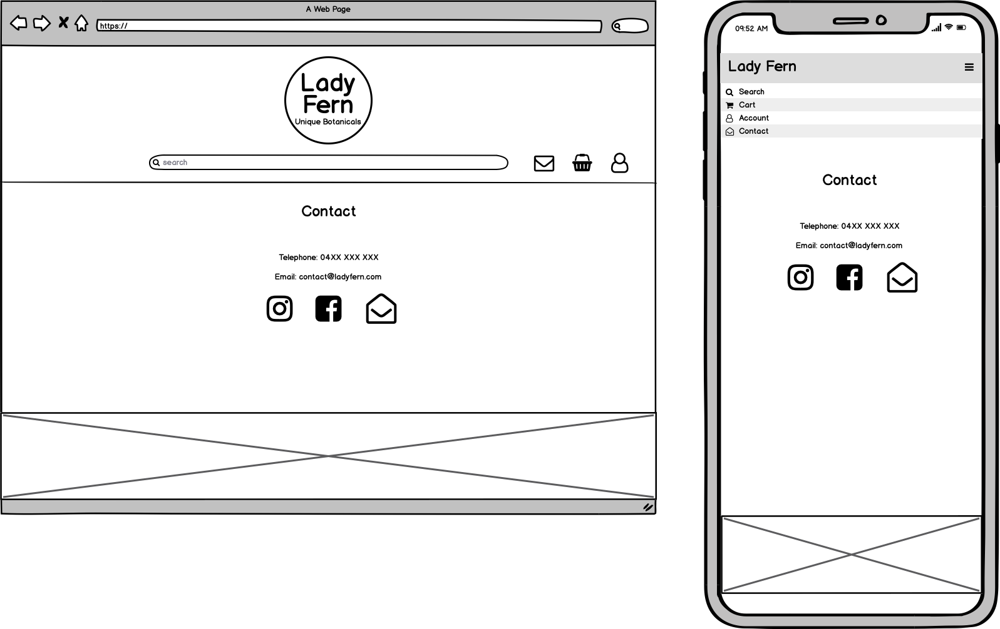 A Web Page
https://
Lady
Fern
Unique Botanicals
search
Contact
Telephone: 04XX XXX XXX
Email: contact@ladyfern.com
09:52 AM
Lady Fern
Search
Cart
Account
Contact
Contact
Telephone: 04XX XXX XXX
Email: contact@ladyfern.com